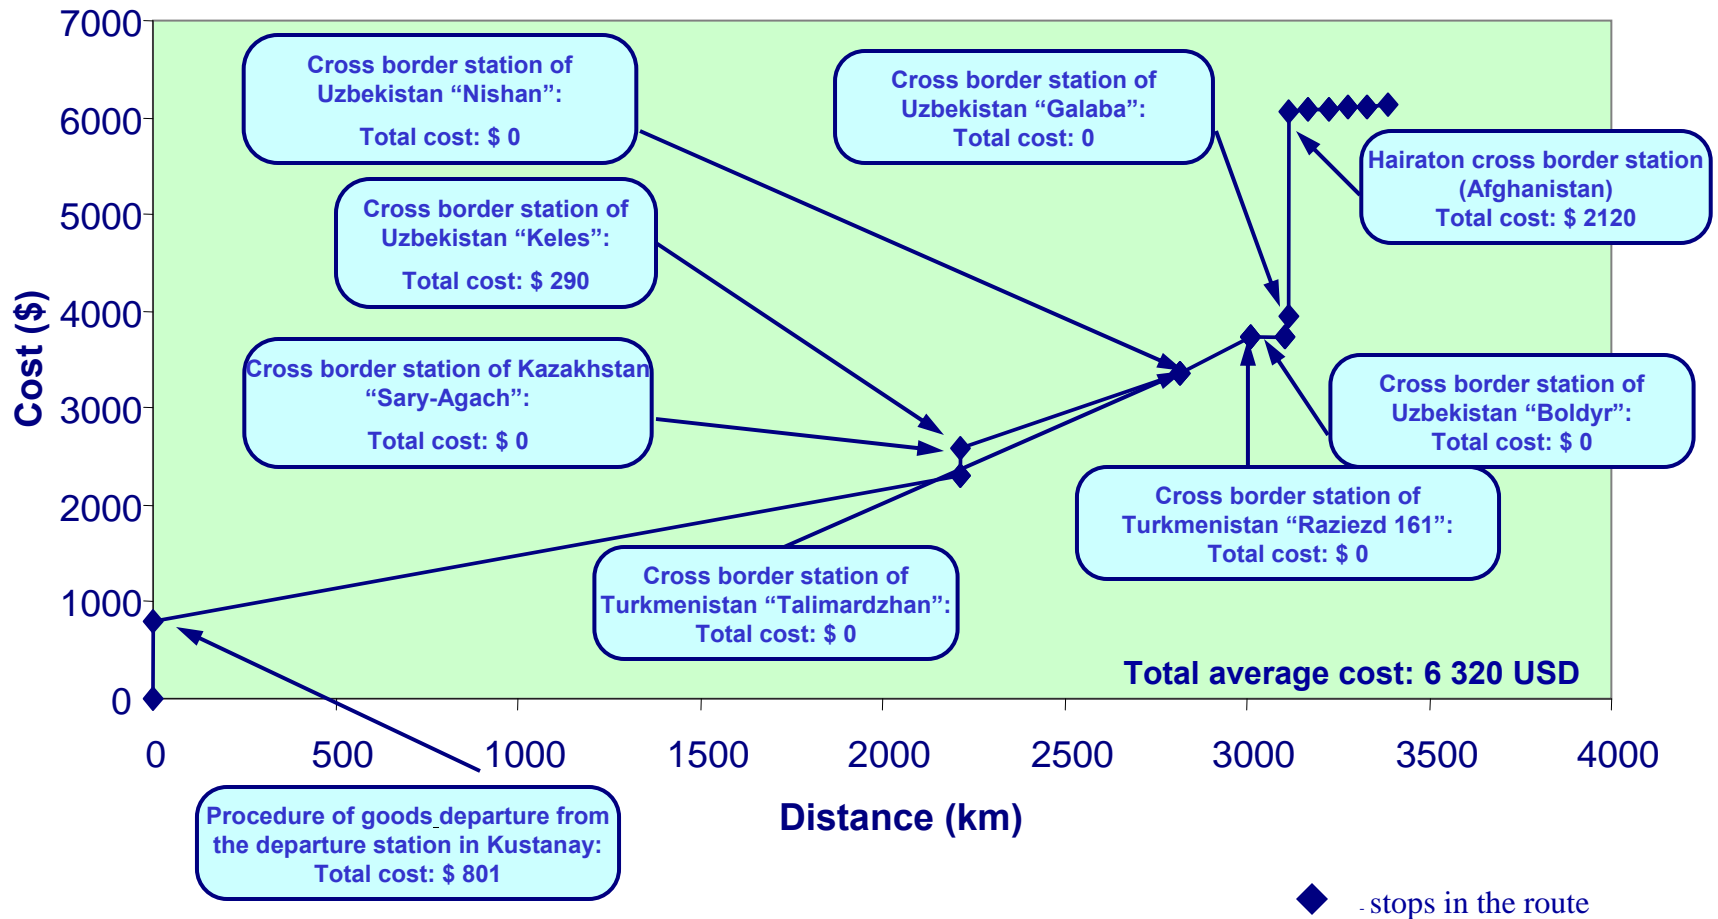 7000
6000
5000
4000
3000
2000
1000
0
Cost ($)
Cross border station of
Uzbekistan “Nishan”:
Total cost: $ 0
Cross border station of
Uzbekistan “Galaba”:
Total cost: 0
Hairaton cross border station
(Afghanistan)
Total cost: $ 2120
Cross border station of
Uzbekistan “Keles”:
Total cost: $ 290
Cross border station of Kazakhstan
“Sary-Agach”:
Total cost: $ 0
Cross border station of
Uzbekistan “Boldyr”:
Total cost: $ 0
Cross border station of
Turkmenistan “Raziezd 161”:
Total cost: $ 0
Cross border station of
Turkmenistan “Talimardzhan”:
Total cost: $ 0
Total average cost: 6 320 USD
0 500 1000 1500 2000 2500 3000 3500 4000
Distance (km)
Procedure of goods departure from
the departure station in Kustanay:
Total cost: $ 801
- stops in the route